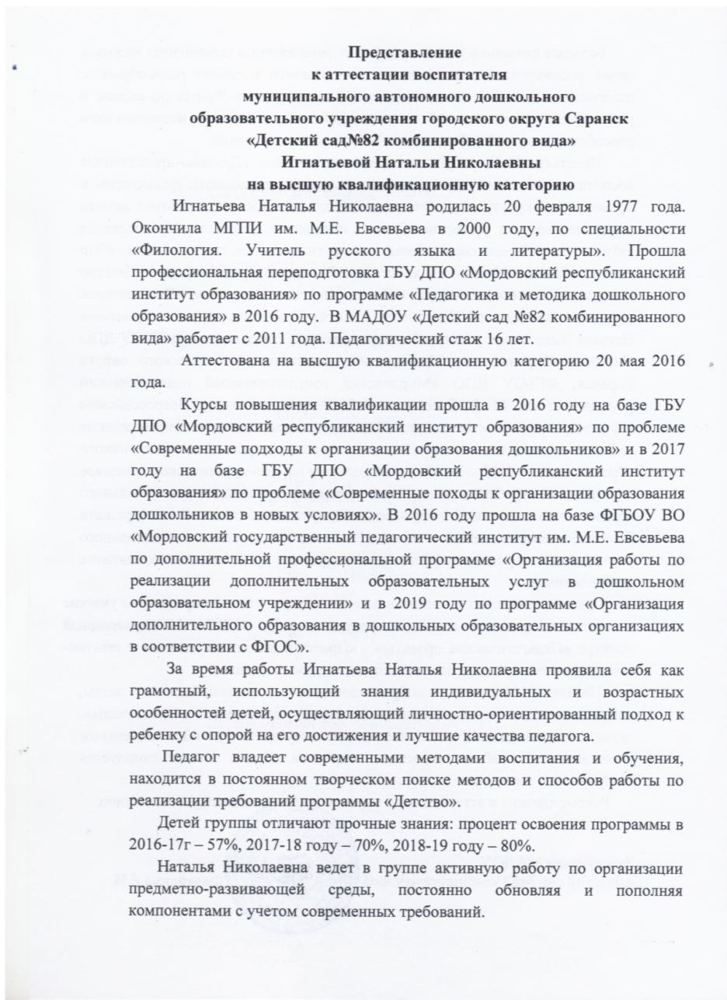 Представление
к аттестации воспитателя
муниципального автономного дошкольного
образовательного учреждения городского округа Саранск
«Детский сад№82 комбинированного вида»
Игнатьевой Натальи Николаевны
на высшую квалификационную категорию
Игнатьева Наталья Николаевна родилась 20 февраля 1977 года.
Окончила МГПИ им. М.Е. Евсевьева в 2000 году, по специальности
«Филология. Учитель русского языка и литературы». Прошла
профессиональная переподготовка ГБУ ДПО «Мордовский республиканский
институт образования» по программе «Педагогика и методика дошкольного
образования» в 2016 году. В МАДОУ «Детский сад №82 комбинированного
вида» работает с 2011 года. Педагогический стаж 16 лет.
Аттестована на высшую квалификационную категорию 20 мая 2016
года.
Курсы повышения квалификации прошла в 2016 году на базе ГБУ
ДПО «Мордовский республиканский институт образования» по проблеме
«Современные подходы к организации образования дошкольников» и в 2017
году на базе ГБУ ДПО «Мордовский республиканский институт
образования» по проблеме «Современные походы к организации образования
дошкольников в новых условиях». В 2016 году прошла на базе ФГБОУ ВО
«Мордовский государственный педагогический институт им. М.Е. Евсевьева
по дополнительной профессиональной программе «Организация работы по
реализации дополнительных образовательных услуг в дошкольном
образовательном учреждении» и в 2019 году по программе «Организация
дополнительного образования в дошкольных образовательных организациях
в соответствии с ФГОС».
За время работы Игнатьева Наталья Николаевна проявила себя как
грамотный, использующий знания индивидуальных и возрастных
особенностей детей, осуществляющий личностно-ориентированный подход к
ребенку с опорой на его достижения и лучшие качества педагога.
Педагог владеет современными методами воспитания и обучения,
находится в постоянном творческом поиске методов и способов работы по
реализации требований программы «Детство».
Детей группы отличают прочные знания: процент освоения программы в
2016-17г – 57%, 2017-18 году – 70%, 2018-19 году – 80%.
Наталья Николаевна ведет в группе активную работу по организации
предметно-развивающей среды, постоянно обновляя и пополняя
компонентами с учетом современных требований.